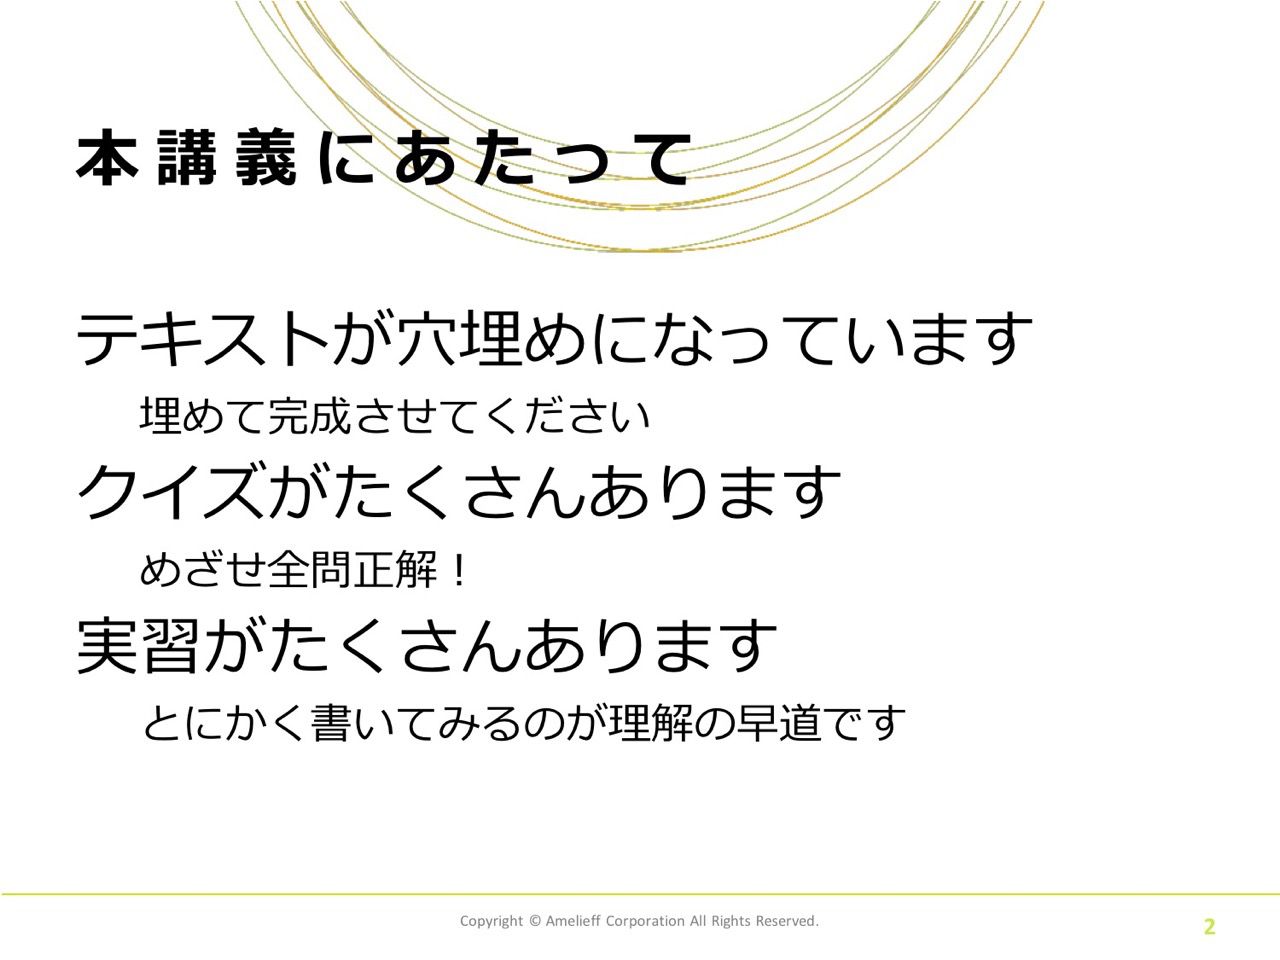 本講義にあたって
テキストが穴埋めになっています
埋めて完成させてください
クイズがたくさんあります
めざせ全問正解！
実習がたくさんあります
とにかく書いてみるのが理解の早道です
Copyright © Amelieff Corporation All Rights Reserved.
2